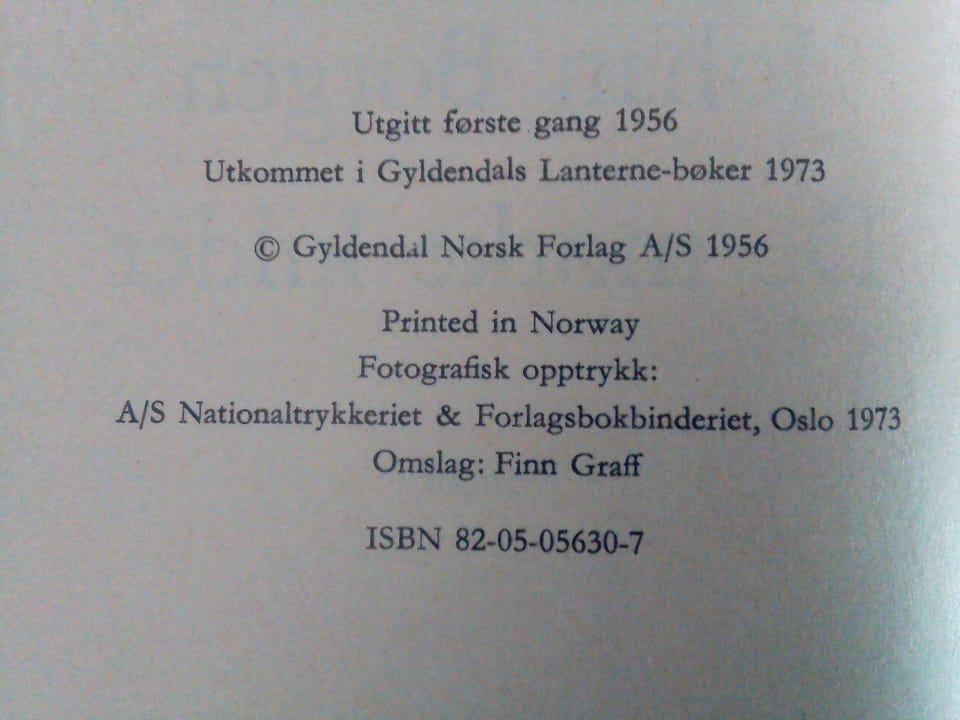 Utgitt første gang 1956
Utkommet i Gyldendals Lanterne-bøker 1973
© Gyldendal Norsk Forlag A/S 1956
Printed in Norway
Fotografisk opptrykk:
A/S Nationaltrykkeriet & Forlagsbokbinderiet, Oslo 1973
Omslag: Finn Graff
ISBN 82-05-05630-7